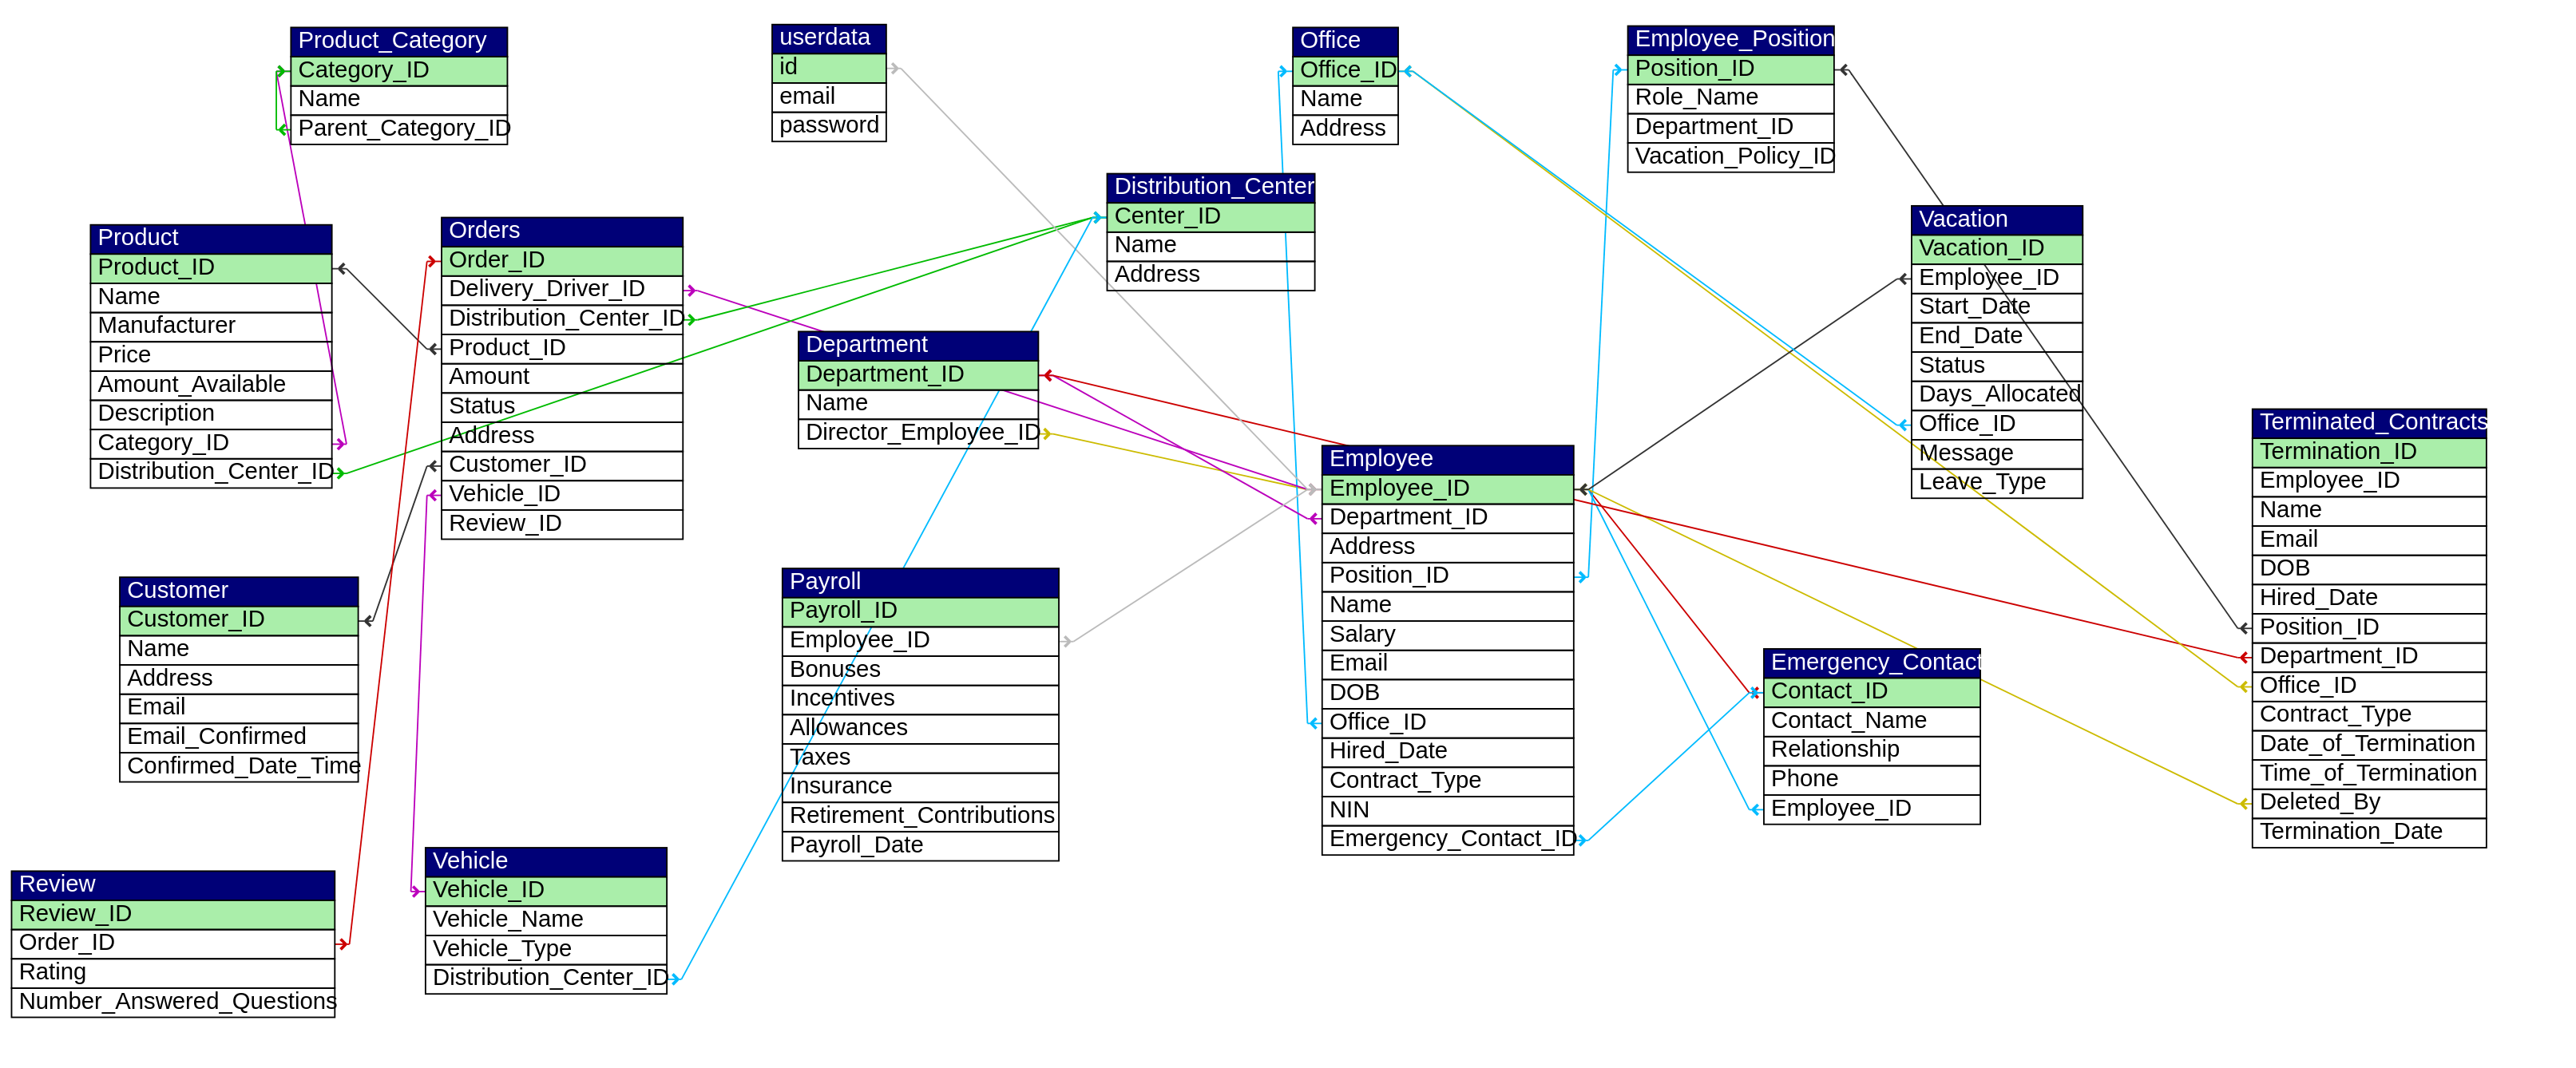 Product_Category
Category_ID
Name
Parent_Category_ID
userdata
id
email
password
Office
Office_ID
Name
Address
Employee_Position
Position_ID
Role_Name
Department_ID
Vacation_Policy_ID
Distribution_Center
Center_ID
Name
Address
Vacation
Vacation_ID
Employee_ID
Start_Date
End_Date
Status
Days_Allocated
Office_ID
Message
Leave_Type
Product
Product_ID
Name
Manufacturer
Price
Amount_Available
Description
Category_ID
Distribution_Center_ID
Orders
Order_ID
Delivery_Driver_ID
Distribution_Center_ID
Product_ID
Amount
Status
Address
Customer_ID
Vehicle_ID
Review_ID
Department
Department_ID
Name
Director_Employee_ID
Employee
Employee_ID
Department_ID
Address
Position_ID
Name
Salary
Email
DOB
Office_ID
Hired_Date
Contract_Type
NIN
Emergency_Contact_ID
Terminated_Contracts
Termination_ID
Employee_ID
Name
Email
DOB
Hired_Date
Position_ID
Department_ID
Office_ID
Contract_Type
Date_of_Termination
Time_of_Termination
Deleted_By
Termination_Date
Customer
Customer_ID
Name
Address
Email
Email_Confirmed
Confirmed_Date_Time
Payroll
Payroll_ID
Employee_ID
Bonuses
Incentives
Allowances
Taxes
Insurance
Retirement_Contributions
Payroll_Date
Emergency_Contact
Contact_ID
Contact_Name
Relationship
Phone
Employee_ID
Review
Review_ID
Order_ID
Rating
Number_Answered_Questions
Vehicle
Vehicle_ID
Vehicle_Name
Vehicle_Type
Distribution_Center_ID